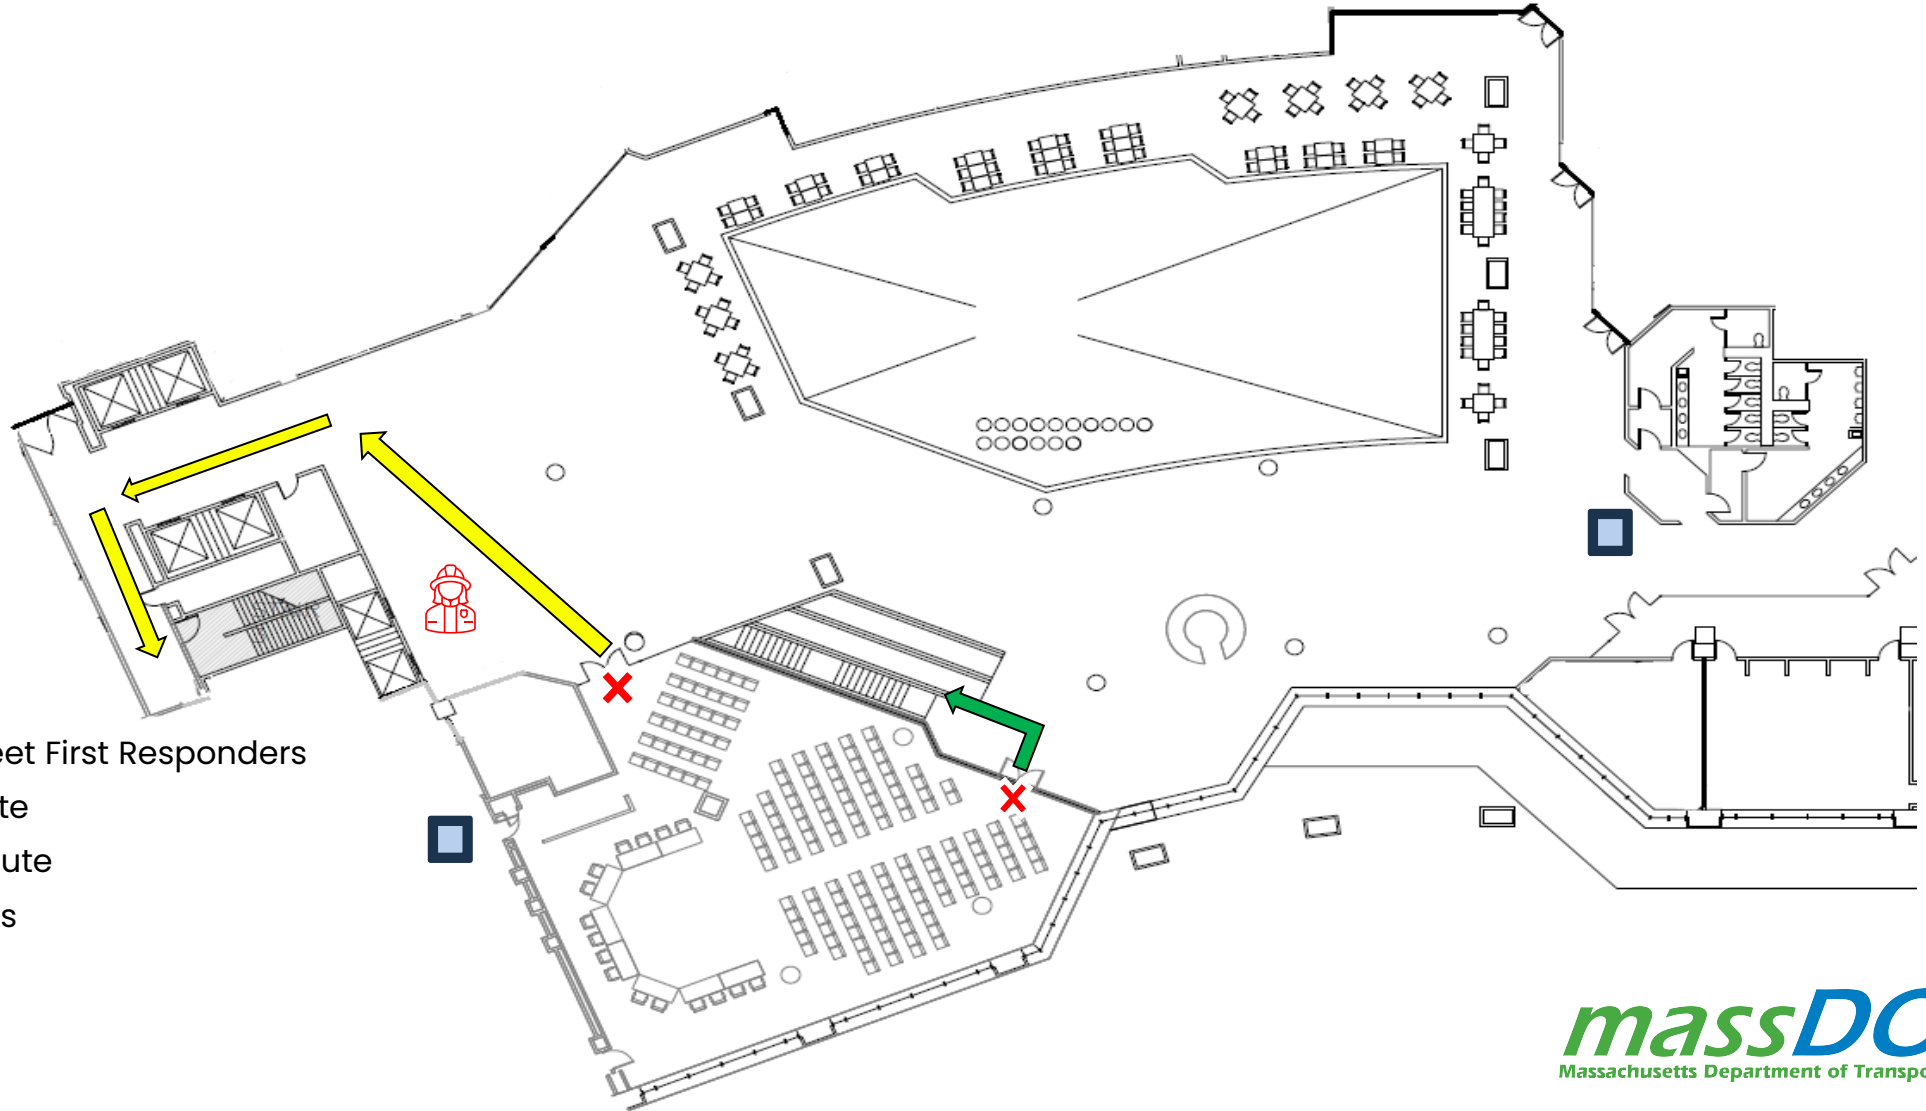 eet First Responders
te
ute
s
massDO
Massachusetts Department of Transpo